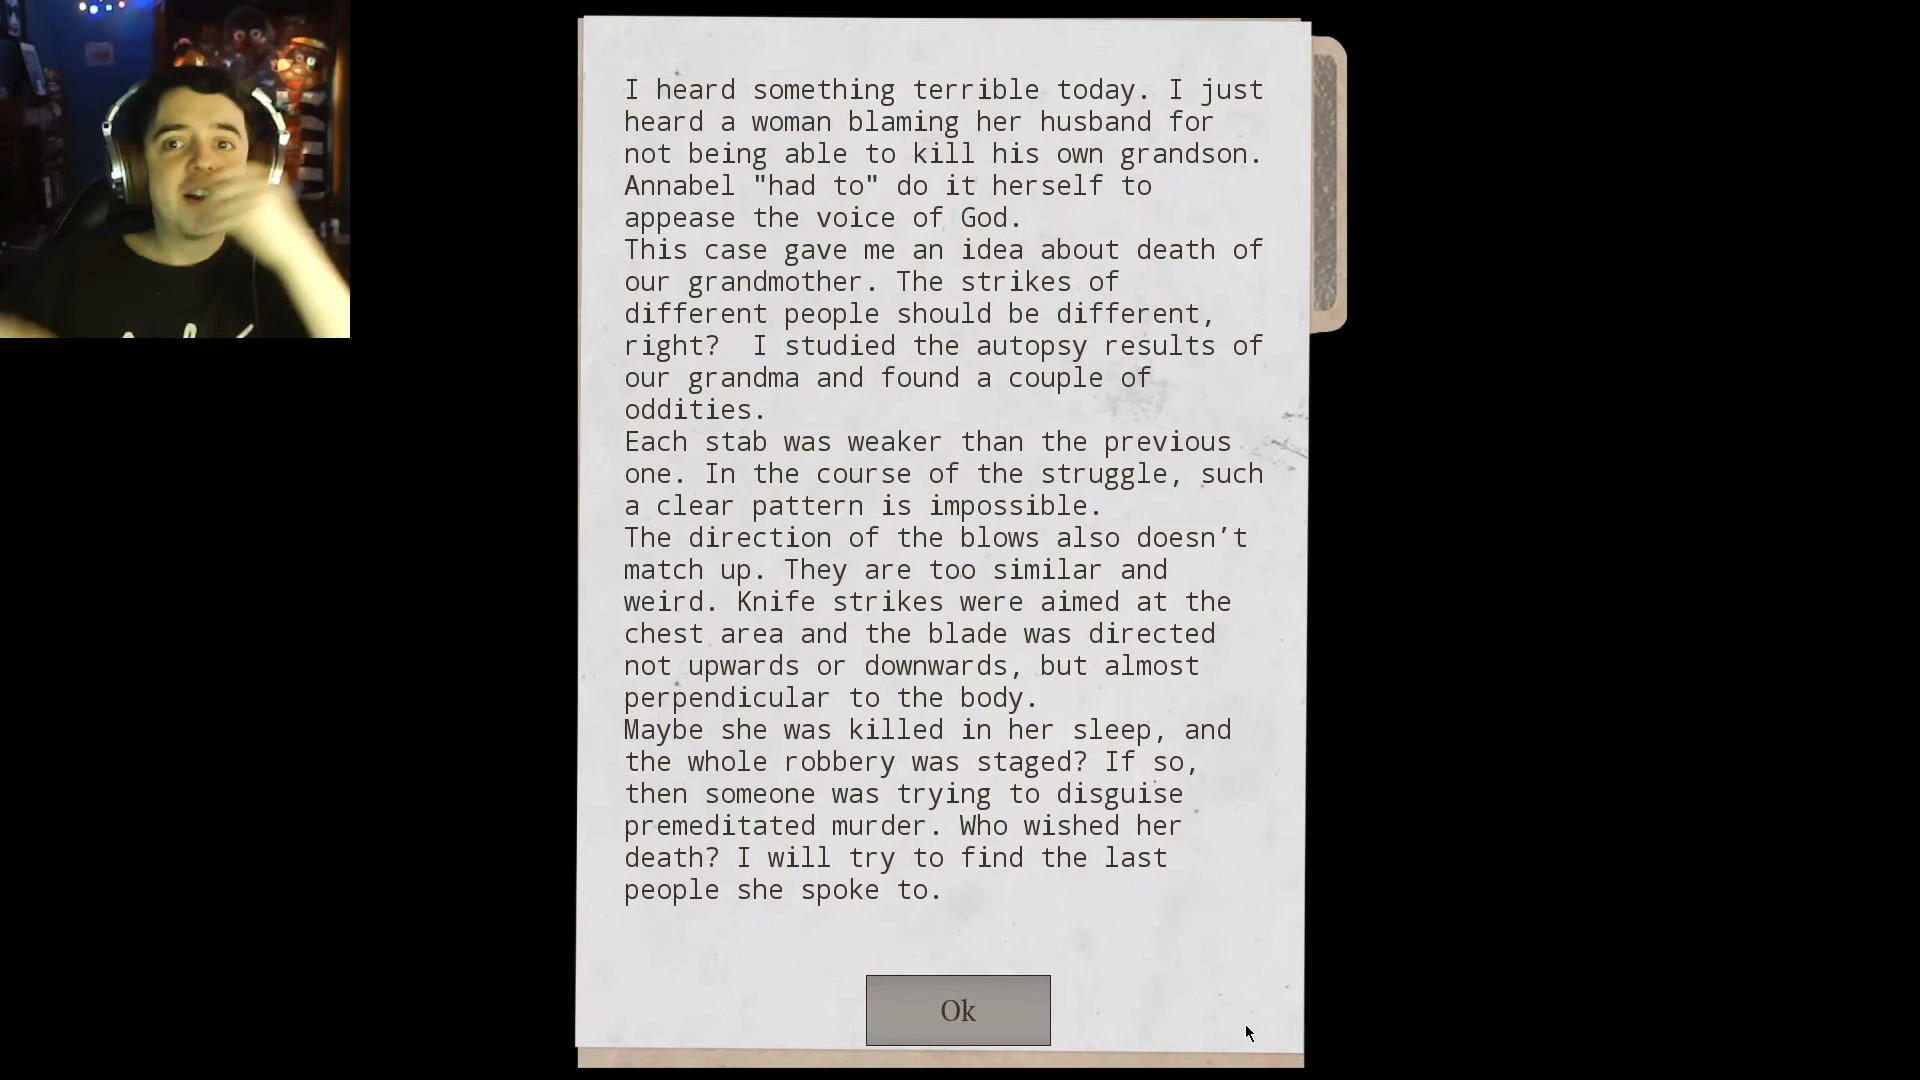 I heard something terrible today. I just
heard a woman blaming her husband for
not being able to kill his own grandson.
Annabel "had to" do it herself to
appease the voice of God.
This case gave me an idea about death of
our grandmother. The strikes of
different people should be different,
right?  I studied the autopsy results of
our grandma and found a couple of
oddities.
Each stab was weaker than the previous
one. In the course of the struggle, such
a clear pattern is impossible.
The direction of the blows also doesn’t
match up. They are too similar and
weird. Knife strikes were aimed at the
chest area and the blade was directed
not upwards or downwards, but almost
perpendicular to the body.
Maybe she was killed in her sleep, and
the whole robbery was staged? If so,
then someone was trying to disguise
premeditated murder. Who wished her
death? I will try to find the last
people she spoke to.
Ok